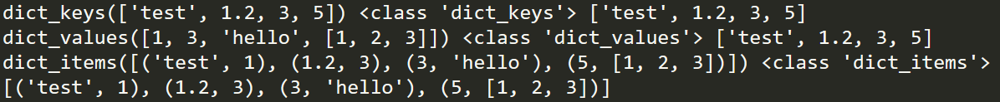 dict_keys(['test', 1.2, 3, 5]) <class 'dict_keys'> ['test', 1.2, 3, 5]
dict_values([1, 3, 'hello', [1, 2, 3]]) <class 'dict_values'> ['test', 1.2, 3, 5]
dict_items([('test', 1), (1.2, 3), (3, 'hello'), (5, [1, 2, 3])]) <class 'dict_items'>
[('test', 1), (1.2, 3), (3, 'hello'), (5, [1, 2, 3])]